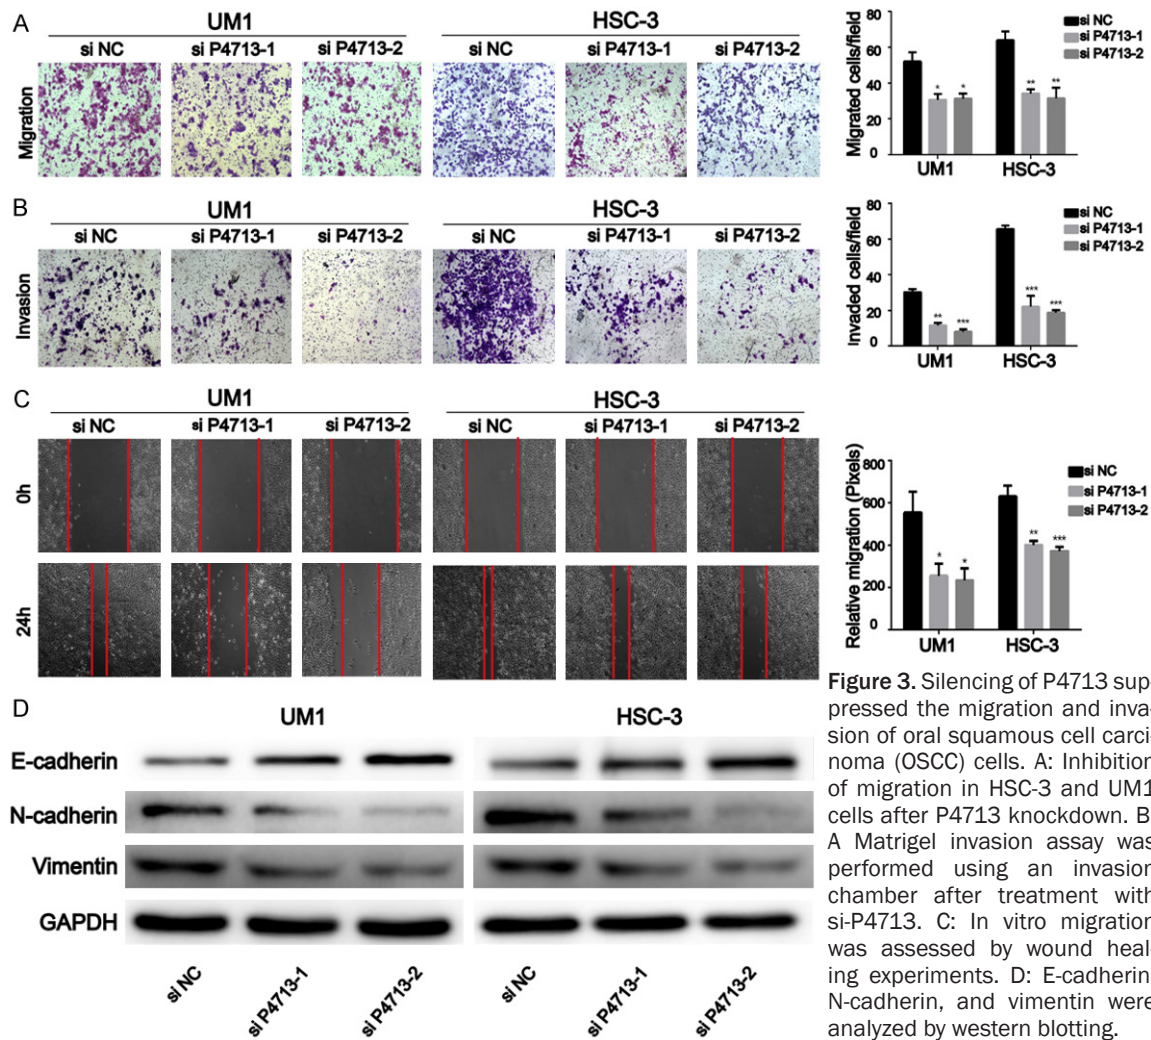 A
UM1
HSC-3
si NC
si P4713-1
si P4713-2
si NC
si P4713-1
si P4713-2
Migration
Migrated cells/field
80
60
40
20
0
* * ** **
UM1
HSC-3
si NC
si P4713-1
si P4713-2
B
UM1
HSC-3
si NC
si P4713-1
si P4713-2
si NC
si P4713-1
si P4713-2
Invasion
Invaded cells/field
80
60
40
20
0
** *** *** ***
UM1
HSC-3
si NC
si P4713-1
si P4713-2
C
UM1
HSC-3
si NC
si P4713-1
si P4713-2
si NC
si P4713-1
si P4713-2
0h
24h
Relative migration (Pixels)
800
600
400
200
0
* * ** ***
UM1
HSC-3
si NC
si P4713-1
si P4713-2
D
UM1
HSC-3
E-cadherin
N-cadherin
Vimentin
GAPDH
si NC
si P4713-1
si P4713-2
si NC
si P4713-1
si P4713-2
Figure 3. Silencing of P4713 sup-
pressed the migration and inva-
sion of oral squamous cell carci-
noma (OSCC) cells. A: Inhibition
of migration in HSC-3 and UM1
cells after P4713 knockdown. B:
A Matrigel invasion assay was
performed using an invasion
chamber after treatment with
si-P4713. C: In vitro migration
was assessed by wound heal-
ing experiments. D: E-cadherin,
N-cadherin, and vimentin were
analyzed by western blotting.